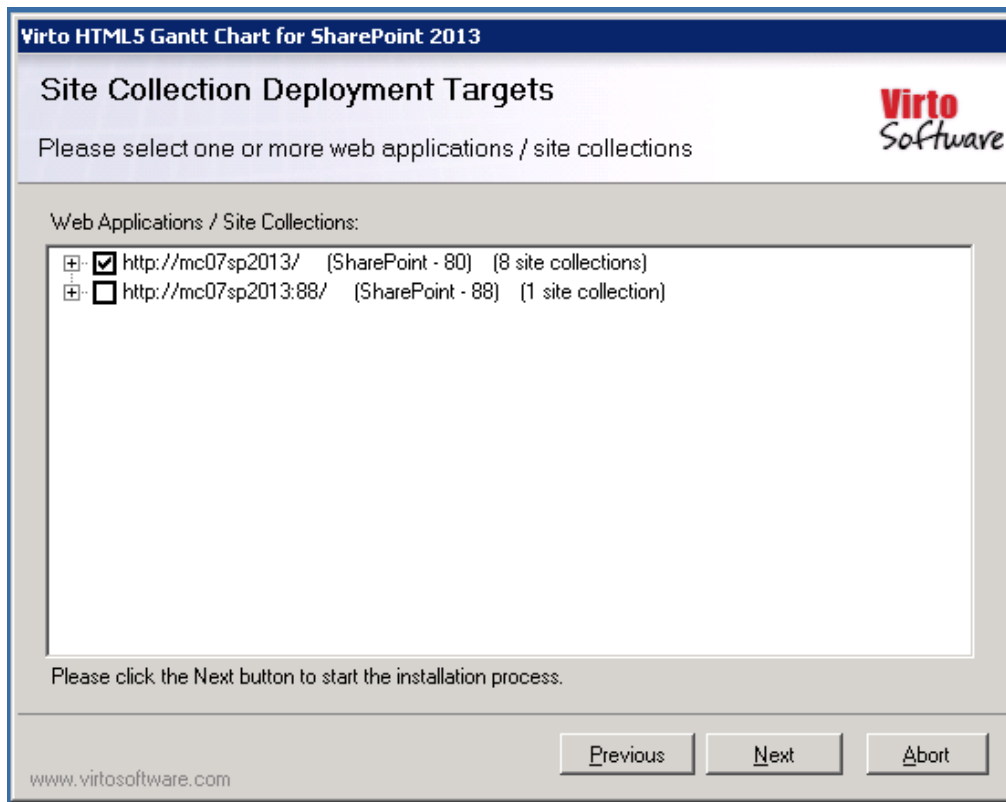 Virto HTML5 Gantt Chart for SharePoint 2013
Site Collection Deployment Targets
Please select one or more web applications / site collections
Virto
Software
Web Applications / Site Collections:
http://mc07sp2013/ (SharePoint - 80) (8 site collections)
http://mc07sp2013:88/ (SharePoint - 88) (1 site collection)
Please click the Next button to start the installation process.
Previous Next Abort
www.virtosoftware.com